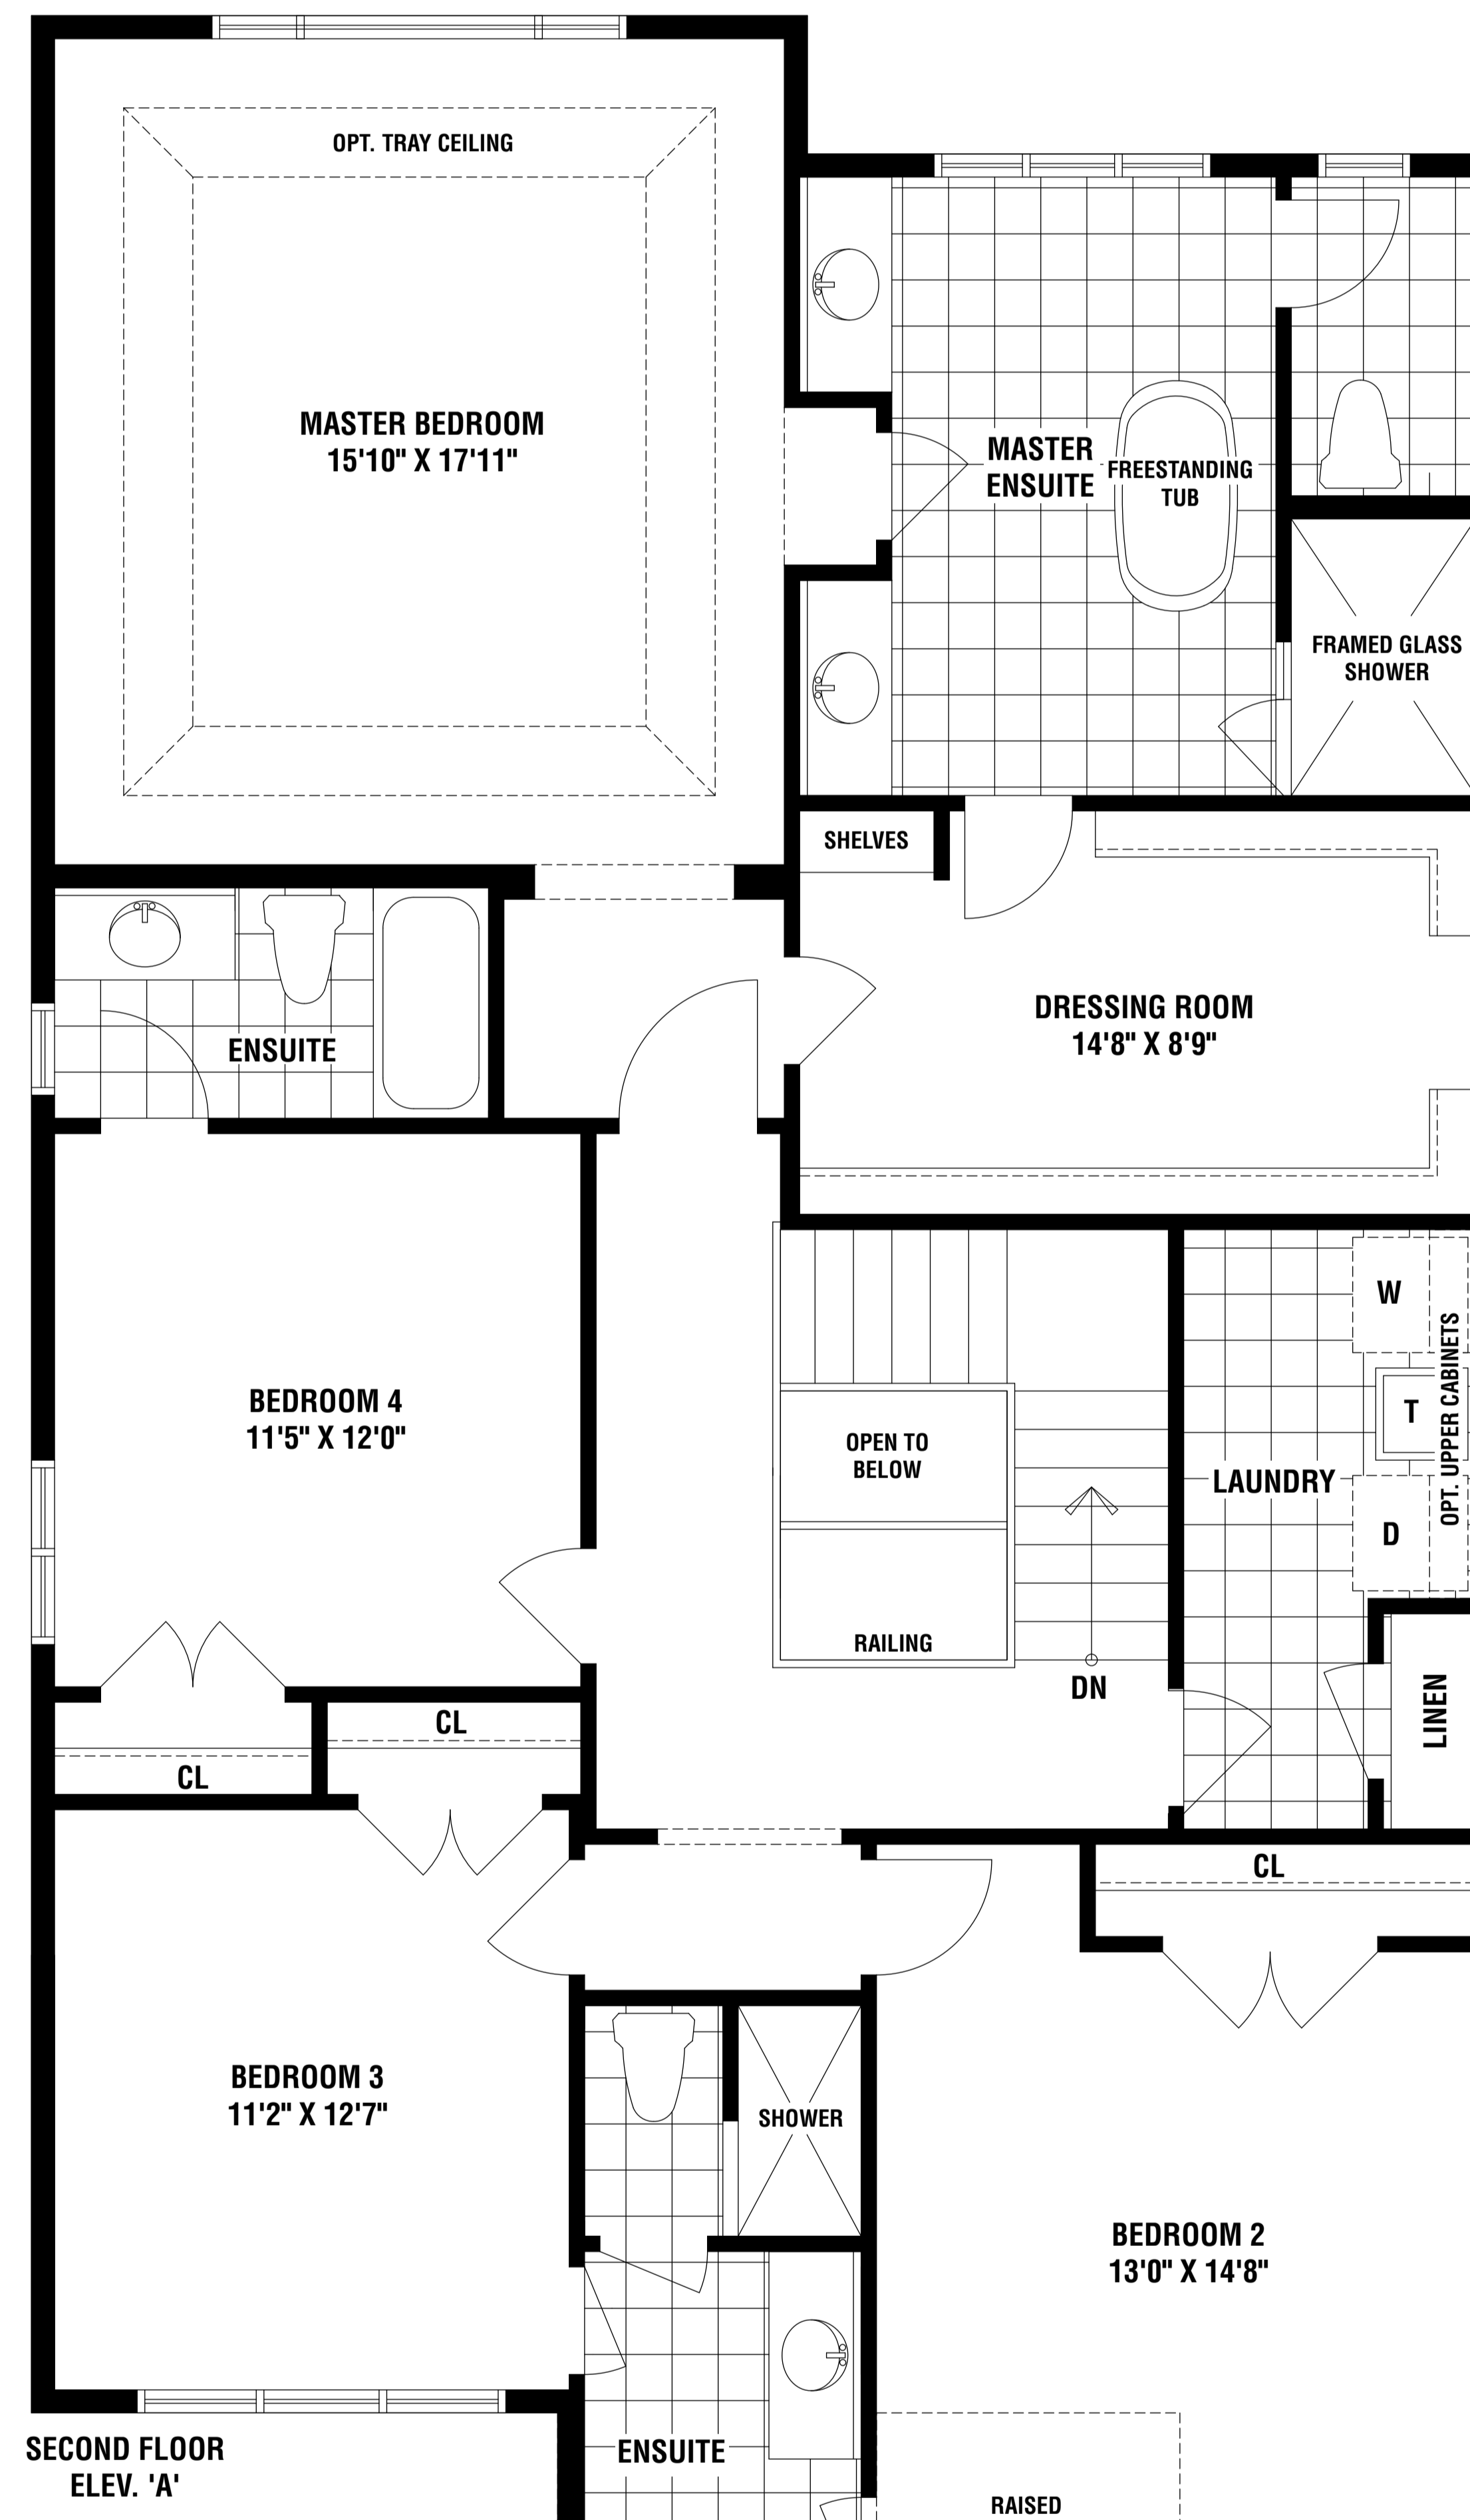 OPT. TRAY CEILING
MASTER BEDROOM
15'10" X 17'11"
MASTER
ENSUITE
FREESTANDING
TUB
FRAMED GLASS
SHOWER
SHELVES
DRESSING ROOM
14'8" X 8'9"
ENSUITE
BEDROOM 4
11'5" X 12'0"
OPEN TO
BELOW
RAILING
DN
W
T
D
OPT. UPPER CABINETS
LAUNDRY
LINEN
CL
CL
CL
BEDROOM 3
11'2" X 12'7"
SHOWER
BEDROOM 2
13'0" X 14'8"
ENSUITE
RAISED
SECOND FLOOR
ELEV. 'A'